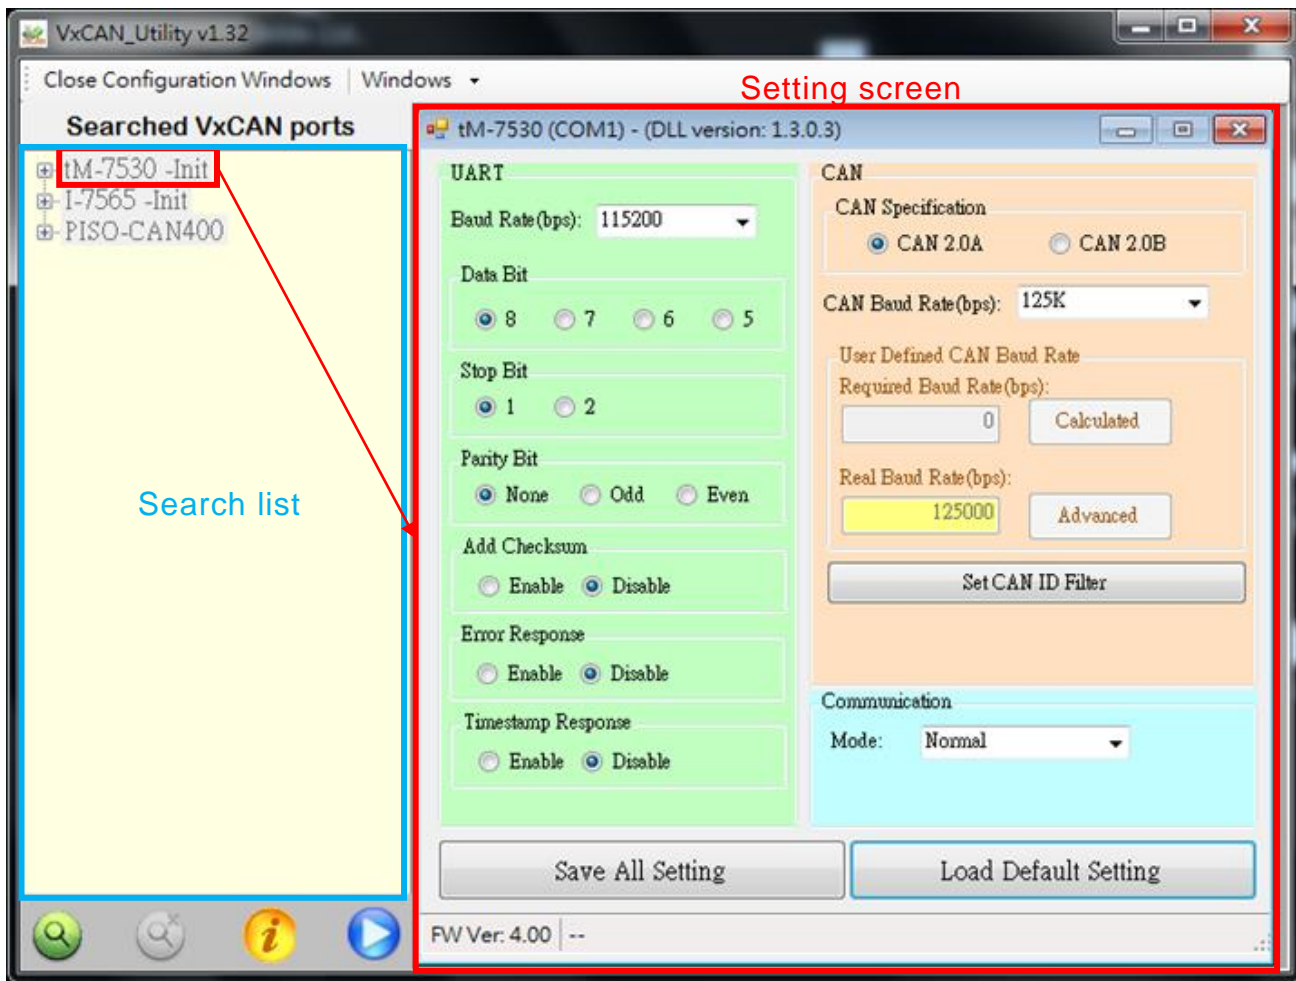 VxCAN_Utility v1.32
Close Configuration Windows | Windows
Setting screen
Searched VxCAN ports
tM-7530 -Init
I-7565 -Init
PISO-CAN400
Search list
tM-7530 (COM1) - (DLL version: 1.3.0.3)
UART
Baud Rate(bps): 115200
Data Bit
8 7 6 5
Stop Bit
1 2
Parity Bit
None Odd Even
Add Checksum
Enable Disable
Error Response
Enable Disable
Timestamp Response
Enable Disable
CAN
CAN Specification
CAN 2.0A CAN 2.0B
CAN Baud Rate(bps): 125K
User Defined CAN Baud Rate
Required Baud Rate(bps):
0 Calculated
Real Baud Rate(bps):
125000 Advanced
Set CAN ID Filter
Communication
Mode: Normal
Save All Setting Load Default Setting
FW Ver: 4.00 --